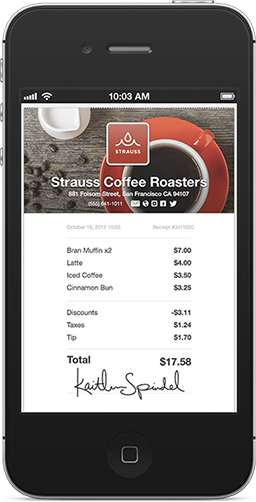 10:03 AM
STRAUSS
Strauss Coffee Roasters
881 Folsom Street, San Francisco CA 94107
(555) 641-1011
October 15, 2012 10:03 Receipt #341102C
Bran Muffin x2 $7.00
Latte $4.00
Iced Coffee $3.50
Cinnamon Bun $3.25
Discounts -$3.11
Taxes $1.24
Tip $1.70
Total $17.58
Kaitlin Spindel